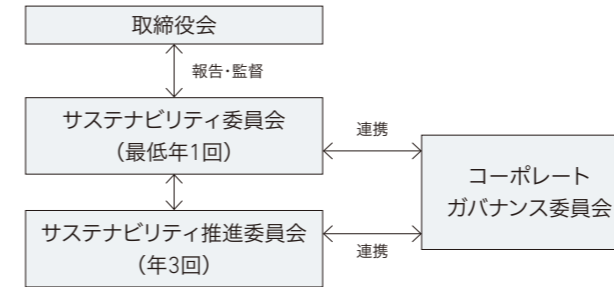 取締役会
報告・監督
サステナビリティ委員会
（最低年1回）
連携
コーポレート
ガバナンス委員会
サステナビリティ推進委員会
（年3回）
連携